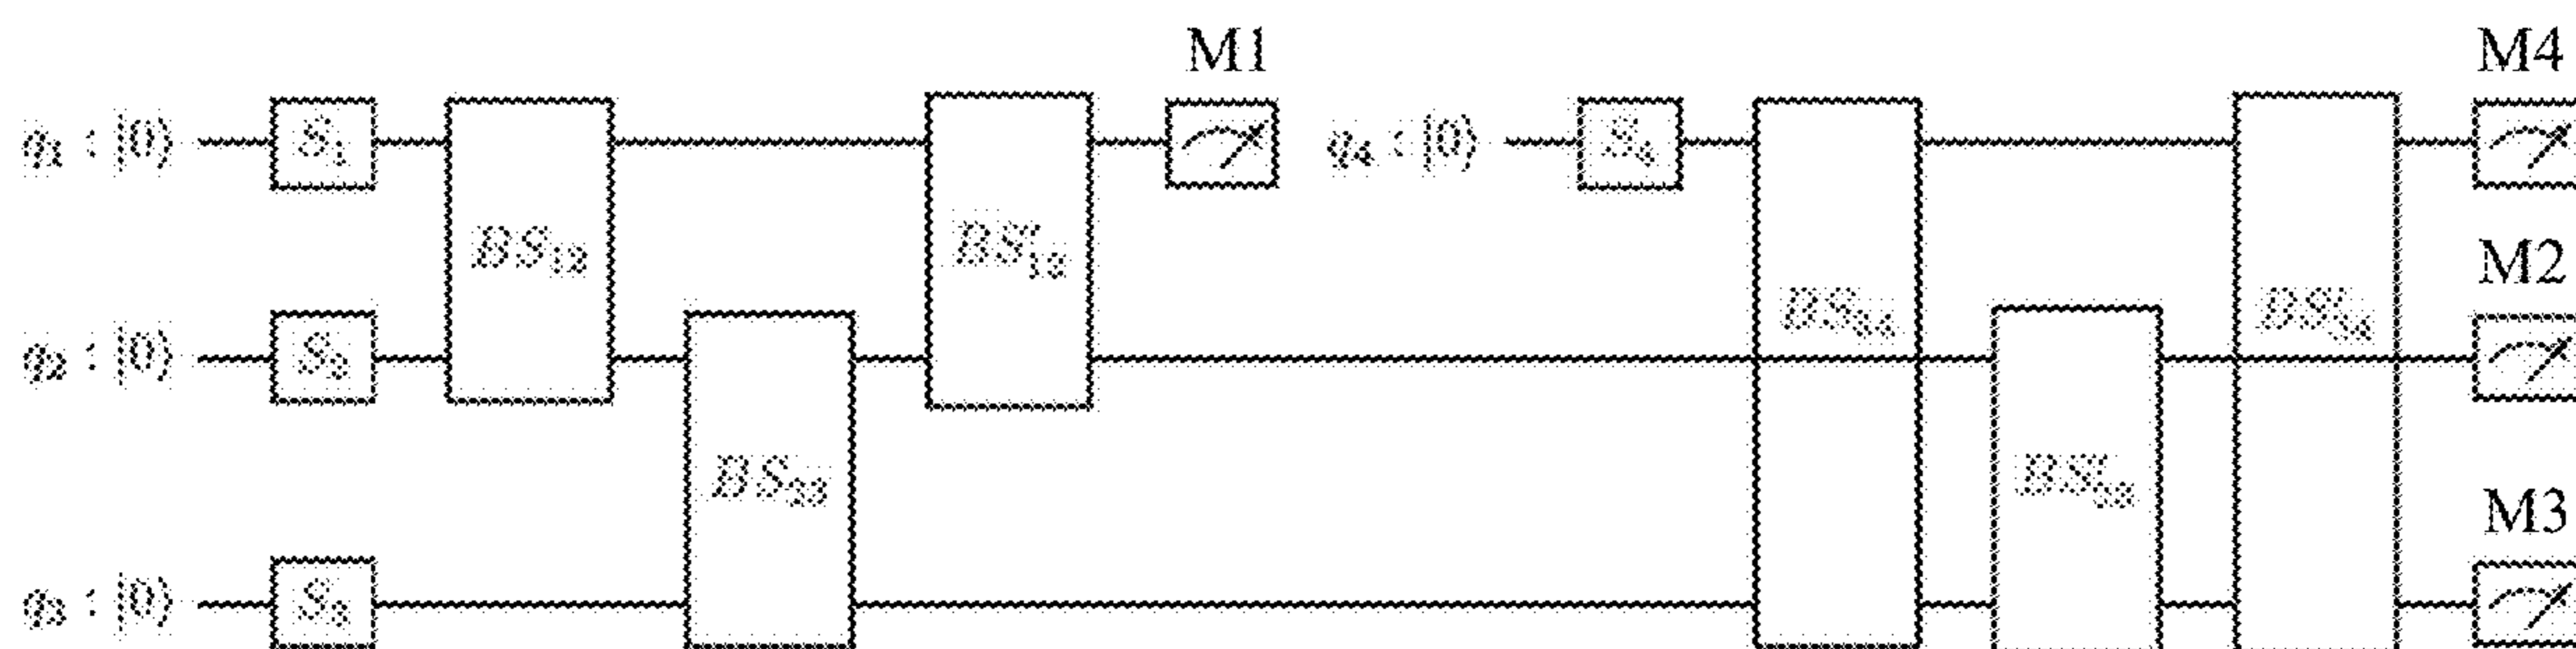 M1 M4
q₁ : |0⟩ S₁ q₄ : |0⟩ S₄
BS₁₂ BS′₁₂
M2
BS₃₄ BS′₃₄
q₂ : |0⟩ S₂
BS₂₃ BS′₂₃
M3
q₃ : |0⟩ S₃